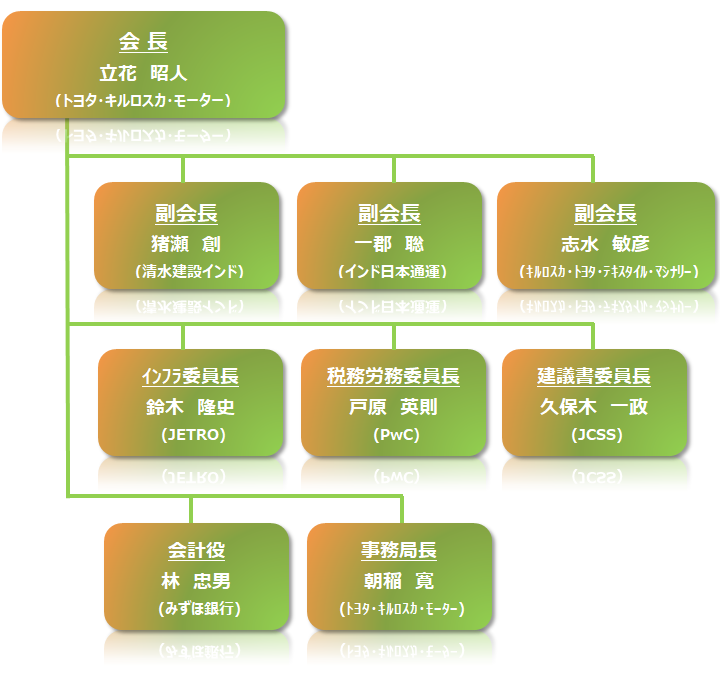 会 長
立花 昭人
(トヨタ・キルロスカ・モーター)
副会長
猪瀬 創
(清水建設インド)
副会長
一郡 聡
(インド日本通運)
副会長
志水 敏彦
(ｷﾙﾛｽｶ・ﾄﾖﾀ・ﾃｷｽﾀｲﾙ・ﾏｼﾅﾘｰ)
ｲﾝﾌﾗ委員長
鈴木 隆史
(JETRO)
税務労務委員長
戸原 英則
(PwC)
建議書委員長
久保木 一政
(JCSS)
会計役
林 忠男
(みずほ銀行)
事務局長
朝稲 寛
(ﾄﾖﾀ・ｷﾙﾛｽｶ・ﾓｰﾀｰ)